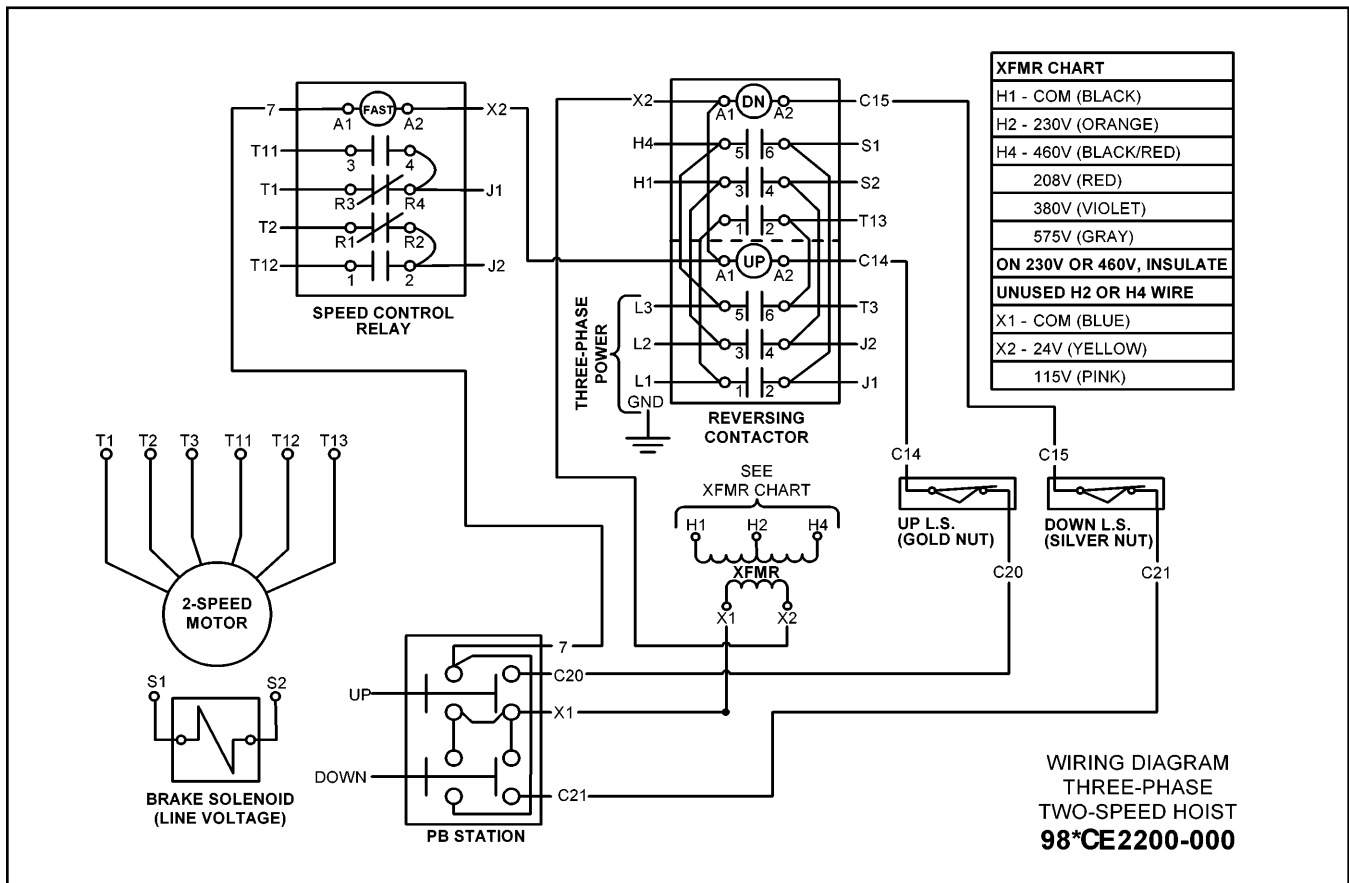 7
FAST
X2
A1
A2
T11
3
4
T1
J1
R3
R4
T2
R1
R2
T12
J2
1
2
SPEED CONTROL
RELAY
X2
DN
C15
A1
A2
H4
S1
5
6
H1
S2
3
4
T13
1
2
UP
C14
A1
A2
L3
T3
5
6
L2
J2
3
4
L1
J1
1
2
GND
THREE-PHASE
POWER
REVERSING
CONTACTOR
XFMR CHART
H1 - COM (BLACK)
H2 - 230V (ORANGE)
H4 - 460V (BLACK/RED)
208V (RED)
380V (VIOLET)
575V (GRAY)
ON 230V OR 460V, INSULATE
UNUSED H2 OR H4 WIRE
X1 - COM (BLUE)
X2 - 24V (YELLOW)
115V (PINK)
T1 T2 T3 T11 T12 T13
2-SPEED
MOTOR
S1
S2
BRAKE SOLENOID
(LINE VOLTAGE)
SEE
XFMR CHART
H1 H2 H4
XFMR
X1 X2
C14
C15
UP L.S.
(GOLD NUT)
DOWN L.S.
(SILVER NUT)
C20
C21
7
C20
UP
X1
DOWN
C21
PB STATION
WIRING DIAGRAM
THREE-PHASE
TWO-SPEED HOIST
98*CE2200-000